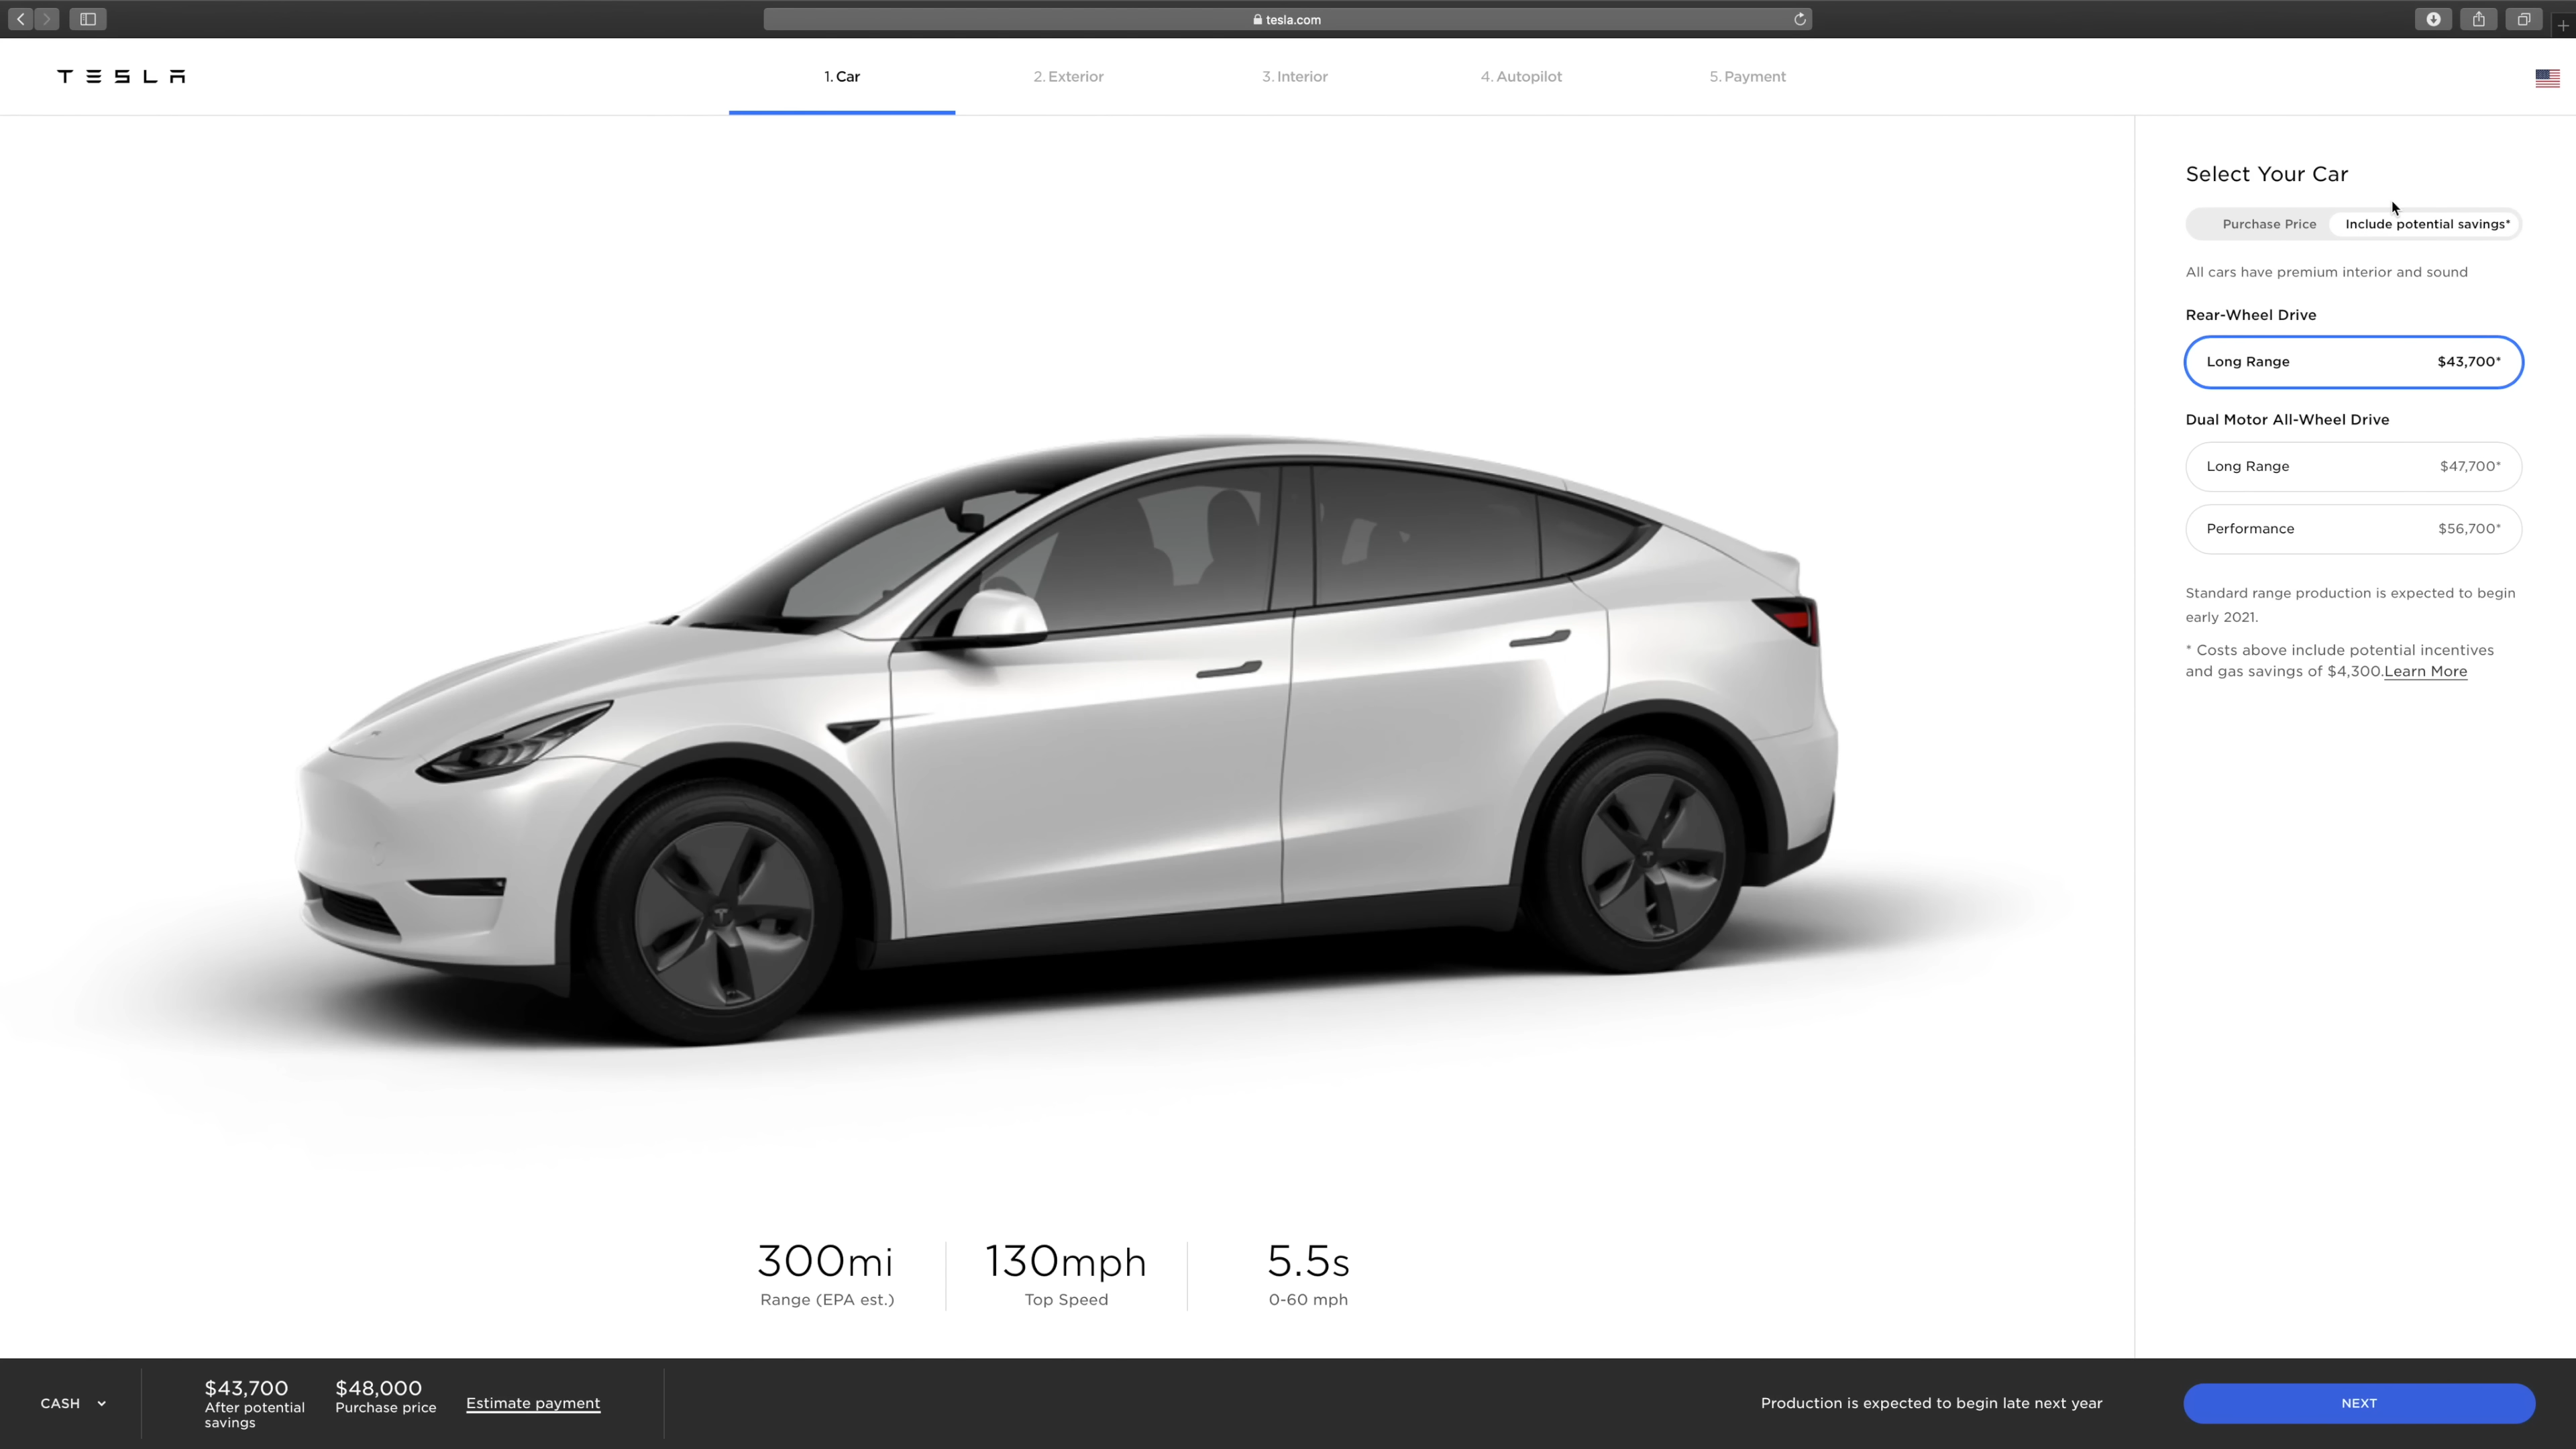 tesla.com
TESLA
1. Car
2. Exterior
3. Interior
4. Autopilot
5. Payment
Select Your Car
Purchase Price
Include potential savings*
All cars have premium interior and sound
Rear-Wheel Drive
Long Range $43,700*
Dual Motor All-Wheel Drive
Long Range $47,700*
Performance $56,700*
Standard range production is expected to begin
early 2021.
* Costs above include potential incentives
and gas savings of $4,300.Learn More
300mi
Range (EPA est.)
130mph
Top Speed
5.5s
0-60 mph
CASH
$43,700
After potential
savings
$48,000
Purchase price
Estimate payment
Production is expected to begin late next year
NEXT